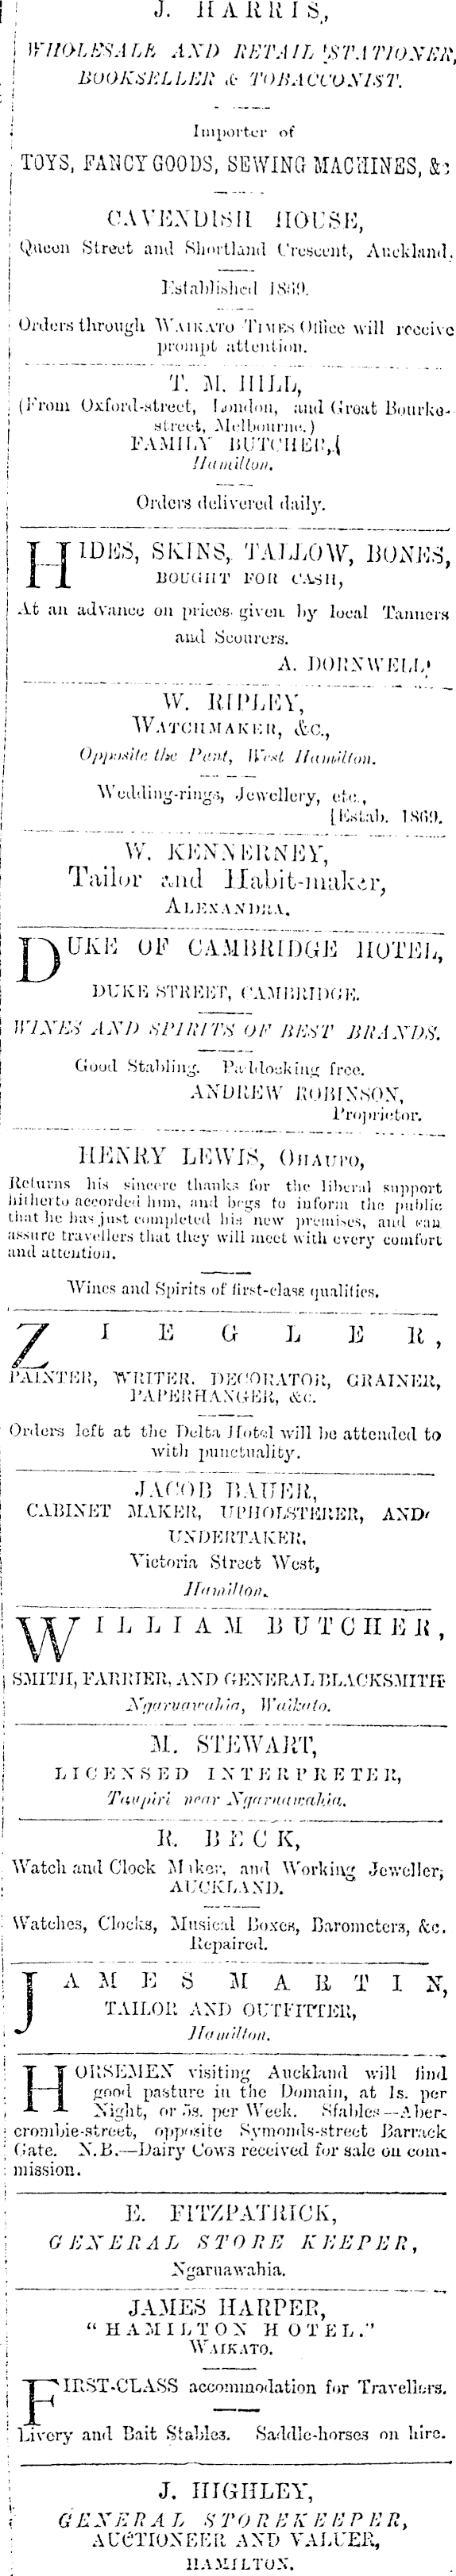 J. HARRIS,
WHOLESALE AND RETAIL STATIONER,
BOOKSELLER & TOBACCONIST.
Importer of
TOYS, FANCY GOODS, SEWING MACHINES, &c
CAVENDISH HOUSE,
Queen Street and Shortland Crescent, Auckland.
Established 1869.
Orders through WAIKATO TIMES Office will receive
prompt attention.
T. M. HILL,
(From Oxford-street, London, and Great Bourke-
street, Melbourne.)
FAMILY BUTCHER,
Hamilton.
Orders delivered daily.
HIDES, SKINS, TALLOW, BONES,
BOUGHT FOR CASH,
At an advance on prices given by local Tanners
and Scourers.
A. DORNWELL
W. RIPLEY,
WATCHMAKER, &C.,
Opposite the Punt, West Hamilton.
Wedding-rings, Jewellery, etc.,
[Estab. 1869.
W. KENNERNEY,
Tailor and Habit-maker,
ALEXANDRA.
DUKE OF CAMBRIDGE HOTEL,
DUKE STREET, CAMBRIDGE.
WINES AND SPIRITS OF BEST BRANDS.
Good Stabling. Paddocking free.
ANDREW ROBINSON,
Proprietor.
HENRY LEWIS, OHAUPO,
Returns his sincere thanks for the liberal support
hitherto accorded him, and begs to inform the public
that he has just completed his new premises, and can
assure travellers that they will meet with every comfort
and attention.
Wines and Spirits of first-class qualities.
ZIEGLER,
PAINTER, WRITER, DECORATOR, GRAINER,
PAPERHANGER, &C.
Orders left at the Delta Hotel will be attended to
with punctuality.
JACOB BAUER,
CABINET MAKER, UPHOLSTERER, AND
UNDERTAKER,
Victoria Street West,
Hamilton.
WILLIAM BUTCHER,
SMITH, FARRIER, AND GENERAL BLACKSMITH
Ngaruawahia, Waikato.
M. STEWART,
LICENSED INTERPRETER,
Taupiri near Ngaruawahia.
R. BECK,
Watch and Clock Maker, and Working Jeweller,
AUCKLAND.
Watches, Clocks, Musical Boxes, Barometers, &c.
Repaired.
JAMES MARTIN,
TAILOR AND OUTFITTER,
Hamilton.
HORSEMEN visiting Auckland will find
good pasture in the Domain, at 1s. per
Night, or 5s. per Week. Stables—Aber-
crombie-street, opposite Symonds-street Barrack
Gate. N.B.—Dairy Cows received for sale on com-
mission.
E. FITZPATRICK,
GENERAL STORE KEEPER,
Ngaruawahia.
JAMES HARPER,
"HAMILTON HOTEL."
WAIKATO.
FIRST-CLASS accommodation for Travellers.
Livery and Bait Stables. Saddle-horses on hire.
J. HIGHLEY,
GENERAL STOREKEEPER,
AUCTIONEER AND VALUER,
HAMILTON.